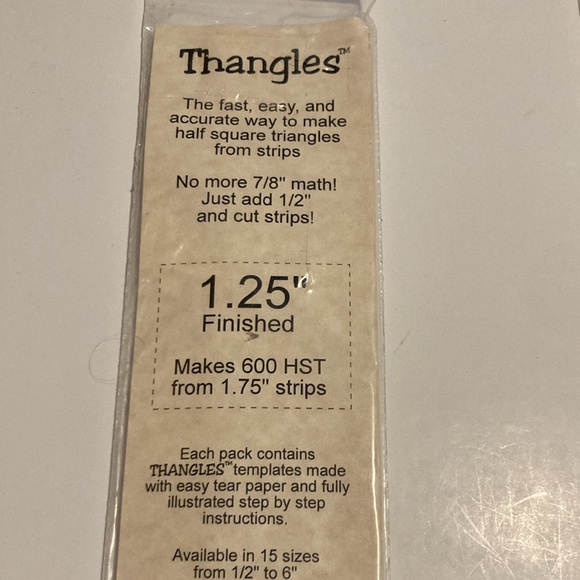 Thangles™
The fast, easy, and
accurate way to make
half square triangles
from strips
No more 7/8" math!
Just add 1/2"
and cut strips!
1.25"
Finished
Makes 600 HST
from 1.75" strips
Each pack contains
THANGLES™ templates made
with easy tear paper and fully
illustrated step by step
instructions.
Available in 15 sizes
from 1/2" to 6"